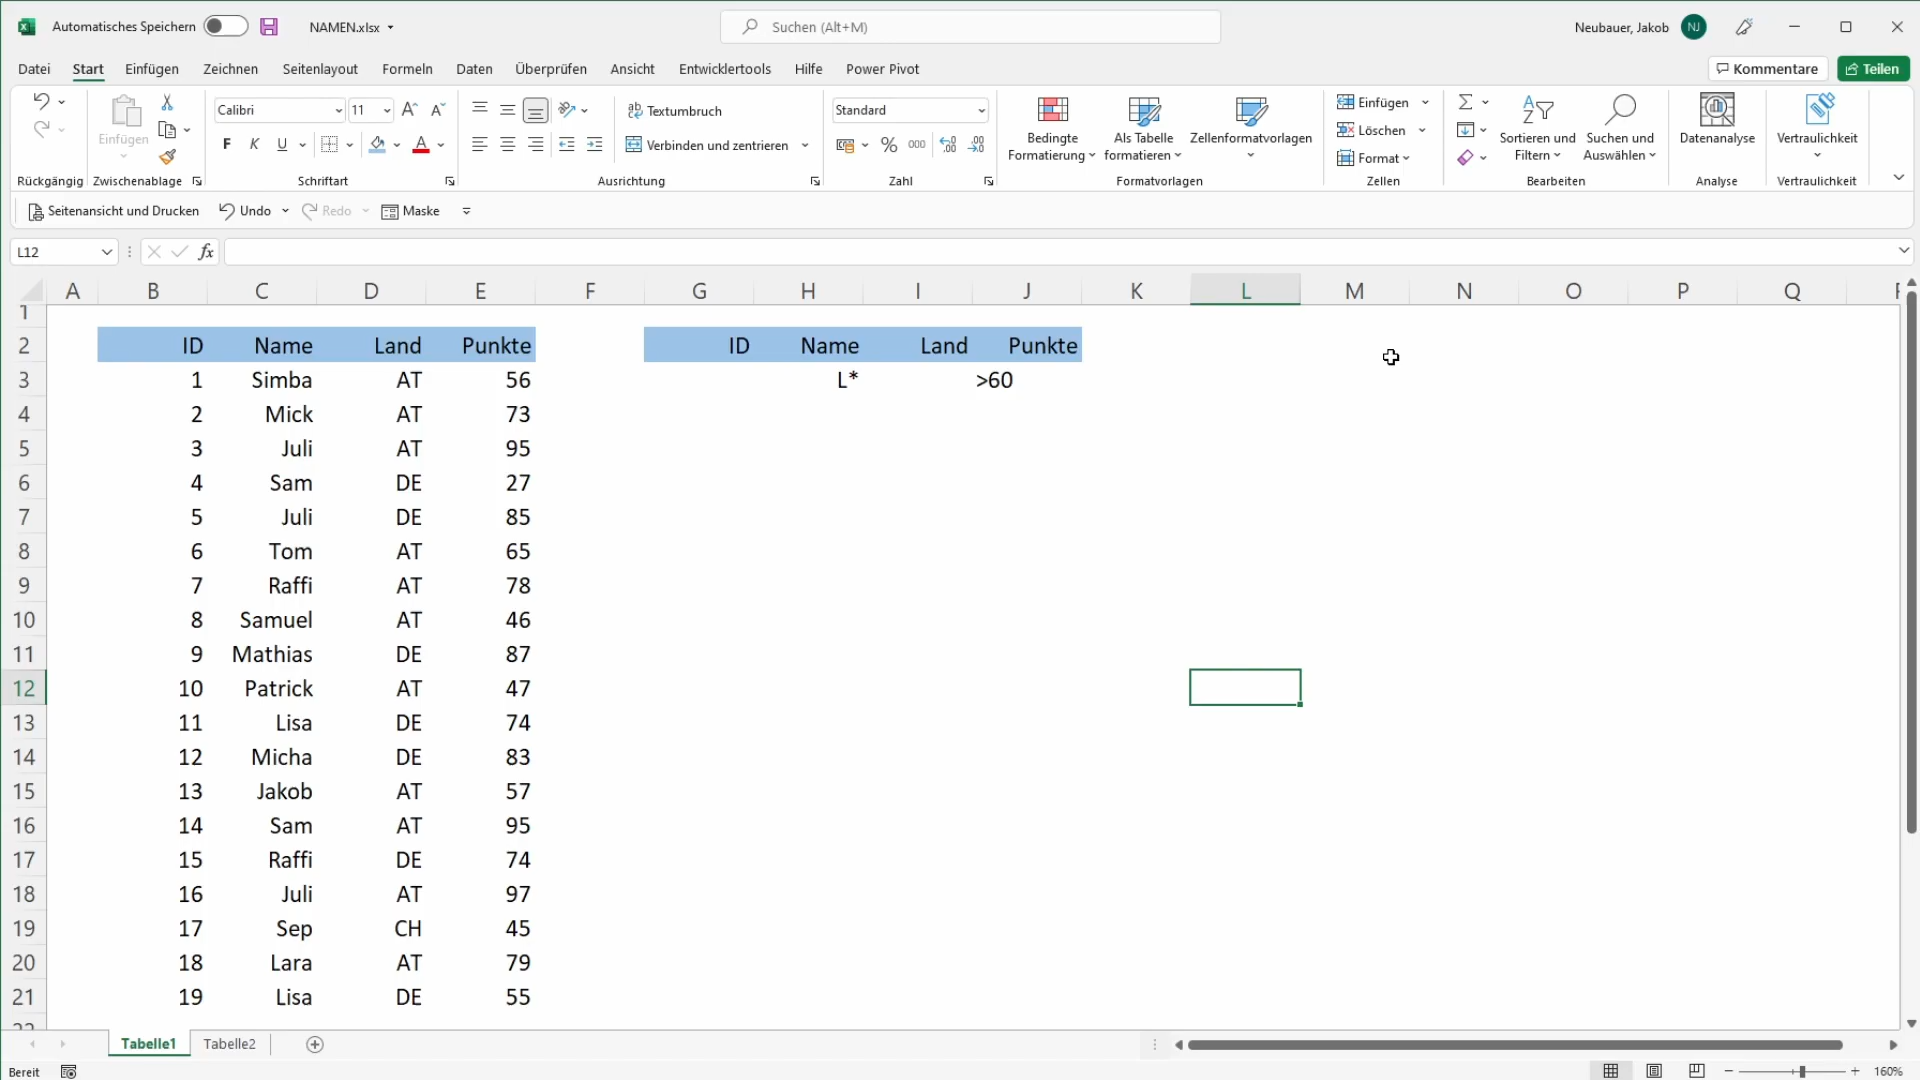 Automatisches Speichern NAMEN.xlsx Suchen (Alt+M) Neubauer, Jakob NJ
Datei Start Einfügen Zeichnen Seitenlayout Formeln Daten Überprüfen Ansicht Entwicklertools Hilfe Power Pivot Kommentare Teilen
Einfügen Calibri 11 Textumbruch Standard Bedingte Formatierung Als Tabelle formatieren Zellenformatvorlagen Einfügen Sortieren und Filtern Suchen und Auswählen Datenanalyse Vertraulichkeit
F K U Verbinden und zentrieren % 000 Löschen
Format
Rückgängig Zwischenablage Schriftart Ausrichtung Zahl Formatvorlagen Zellen Bearbeiten Analyse Vertraulichkeit
Seitenansicht und Drucken Undo Redo Maske
L12 fx
A B C D E F G H I J K L M N O P Q
1
2 ID Name Land Punkte ID Name Land Punkte
3 1 Simba AT 56 L* >60
4 2 Mick AT 73
5 3 Juli AT 95
6 4 Sam DE 27
7 5 Juli DE 85
8 6 Tom AT 65
9 7 Raffi AT 78
10 8 Samuel AT 46
11 9 Mathias DE 87
12 10 Patrick AT 47
13 11 Lisa DE 74
14 12 Micha DE 83
15 13 Jakob AT 57
16 14 Sam AT 95
17 15 Raffi DE 74
18 16 Juli AT 97
19 17 Sep CH 45
20 18 Lara AT 79
21 19 Lisa DE 55
Tabelle1 Tabelle2
Bereit 160%